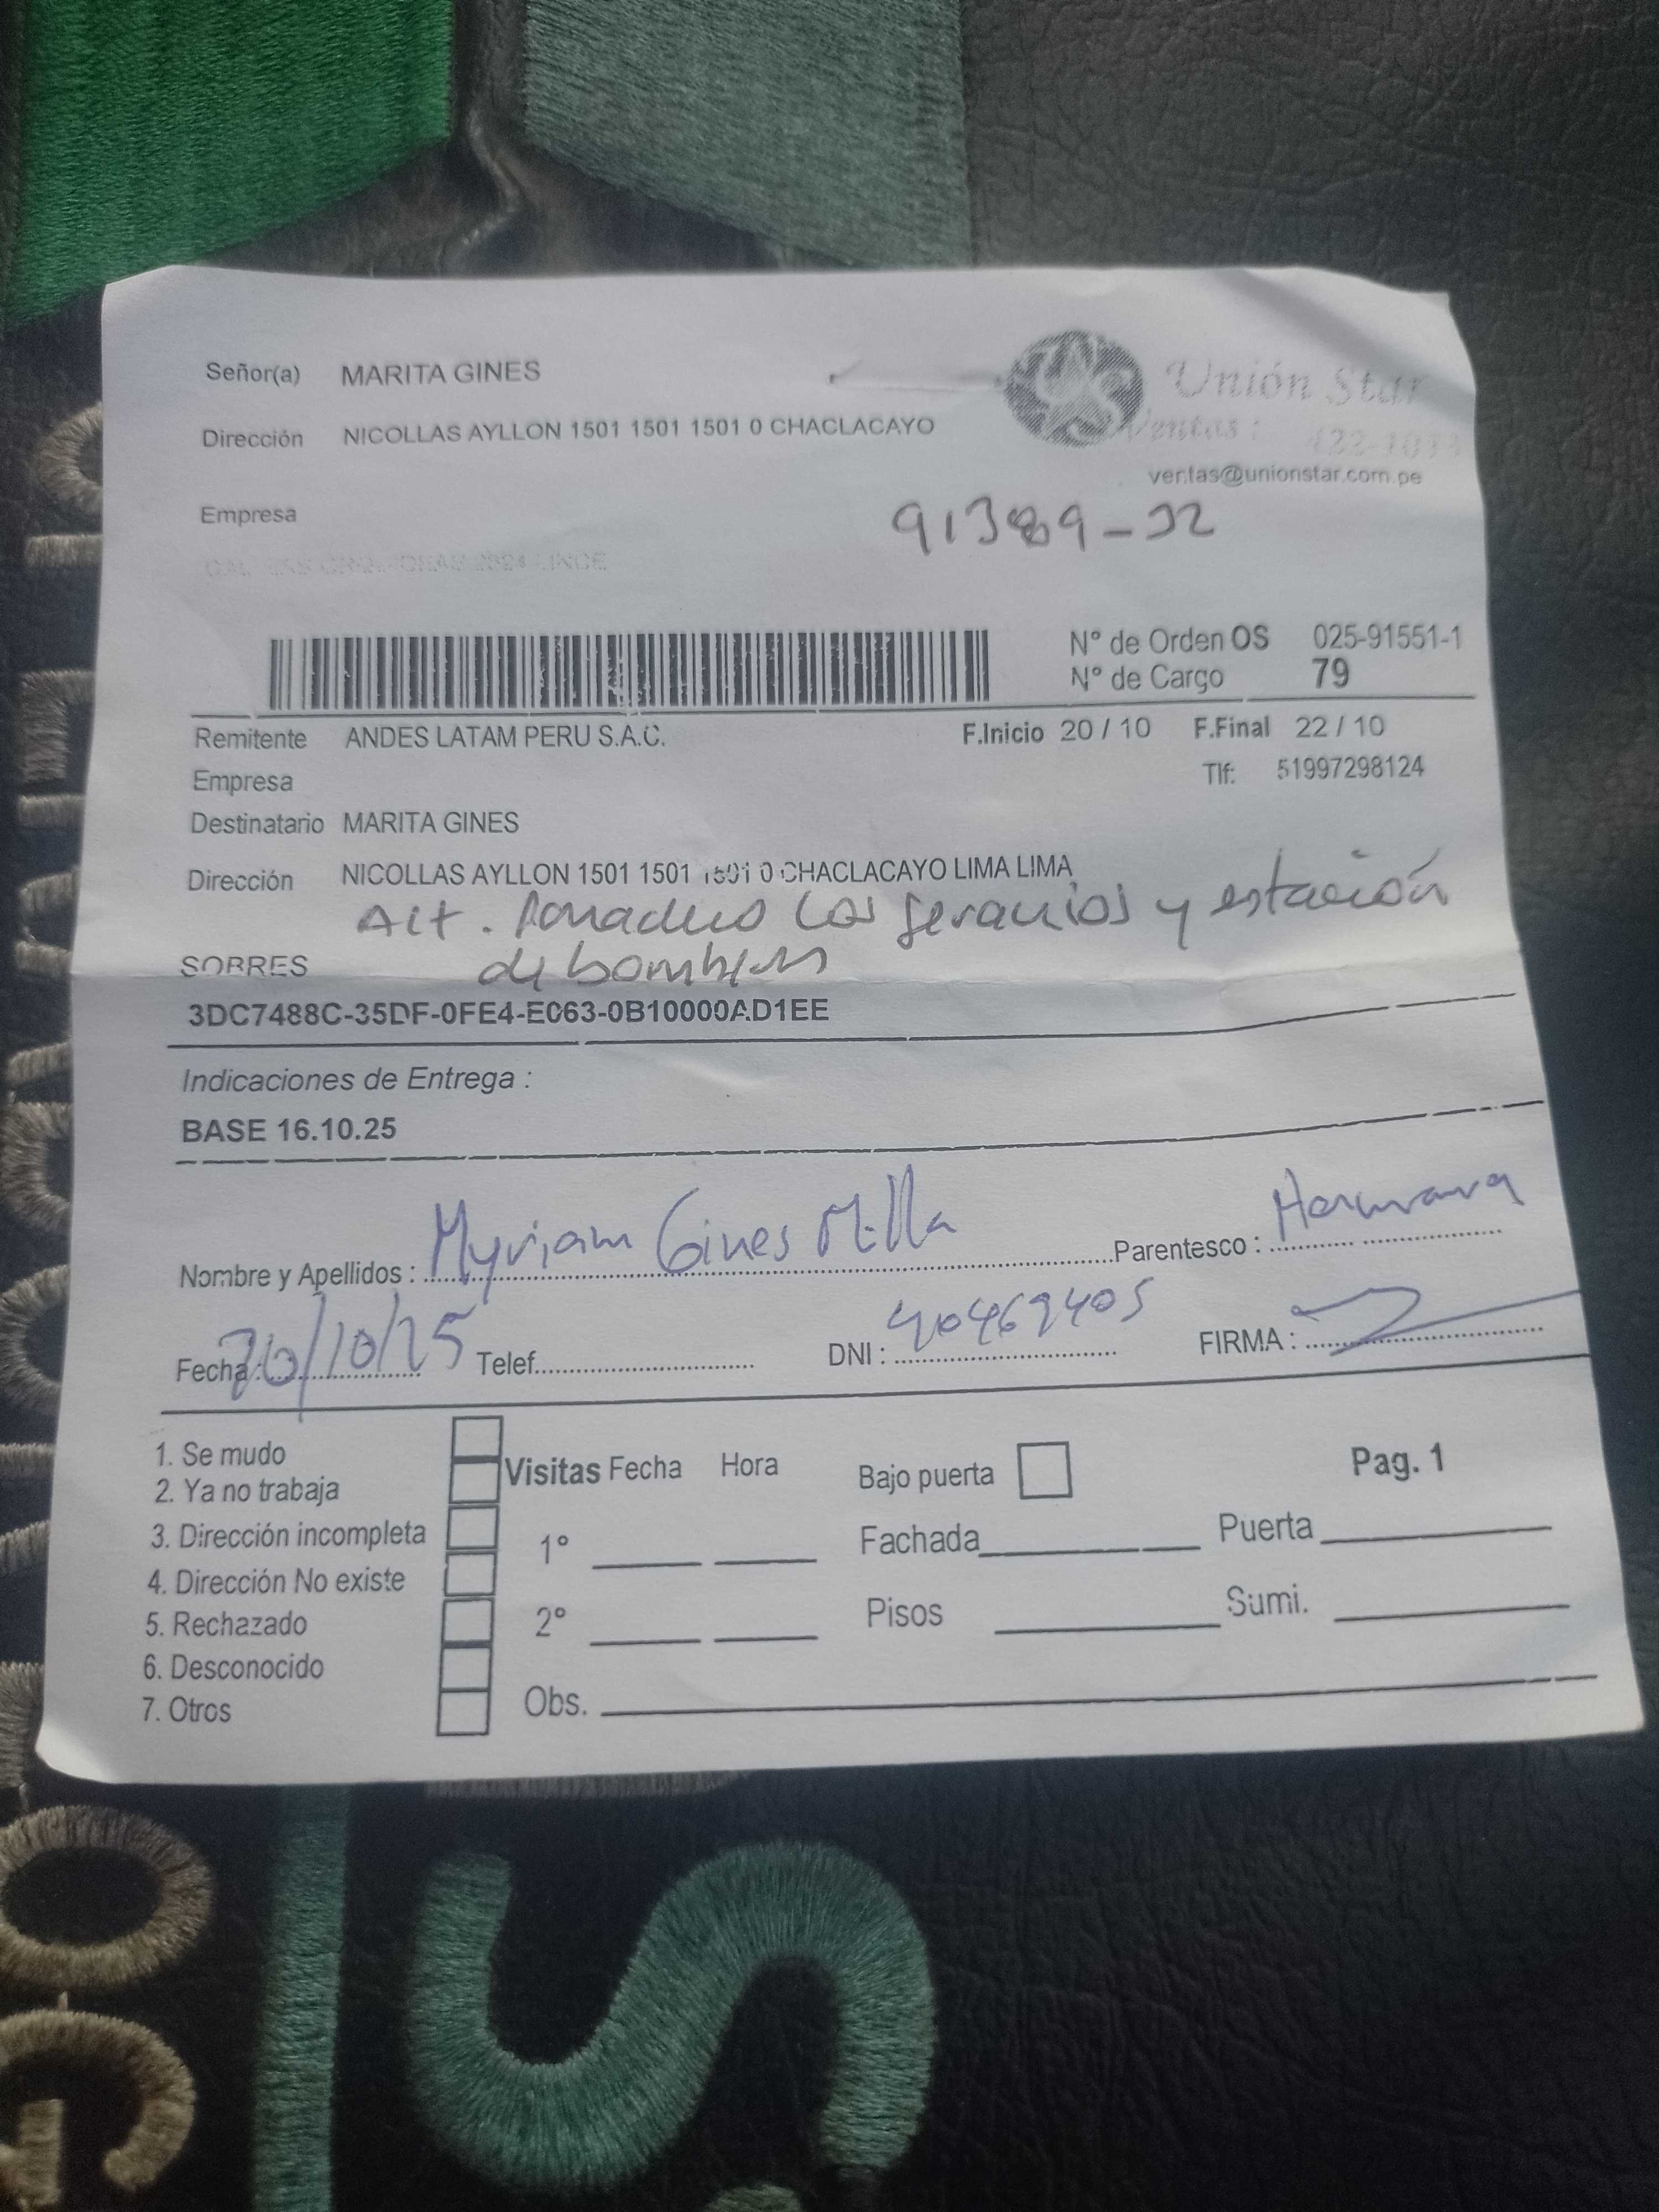 Señor(a) MARITA GINES
Unión Star
Dirección NICOLLAS AYLLON 1501 1501 1501 0 CHACLACAYO
Ventas :
ventas@unionstar.com.pe
Empresa
91389-32
N° de Orden OS 025-91551-1
N° de Cargo 79
Remitente ANDES LATAM PERU S.A.C. F.Inicio 20 / 10 F.Final 22 / 10
Empresa Tlf: 51997298124
Destinatario MARITA GINES
Dirección NICOLLAS AYLLON 1501 1501 1501 0 CHACLACAYO LIMA LIMA
Alt. Los geranios y estación
SOBRES de bomberos
3DC7488C-35DF-0FE4-E063-0B10000AD1EE
Indicaciones de Entrega :
BASE 16.10.25
Nombre y Apellidos : Myriam Gines Milla Parentesco : Hermana
Fecha : 20/10/25 Telef. DNI : 40469405 FIRMA :
1. Se mudo
2. Ya no trabaja
3. Dirección incompleta
4. Dirección No existe
5. Rechazado
6. Desconocido
7. Otros
Visitas Fecha Hora
1°
2°
Obs.
Bajo puerta Pag. 1
Fachada Puerta
Pisos Sumi.